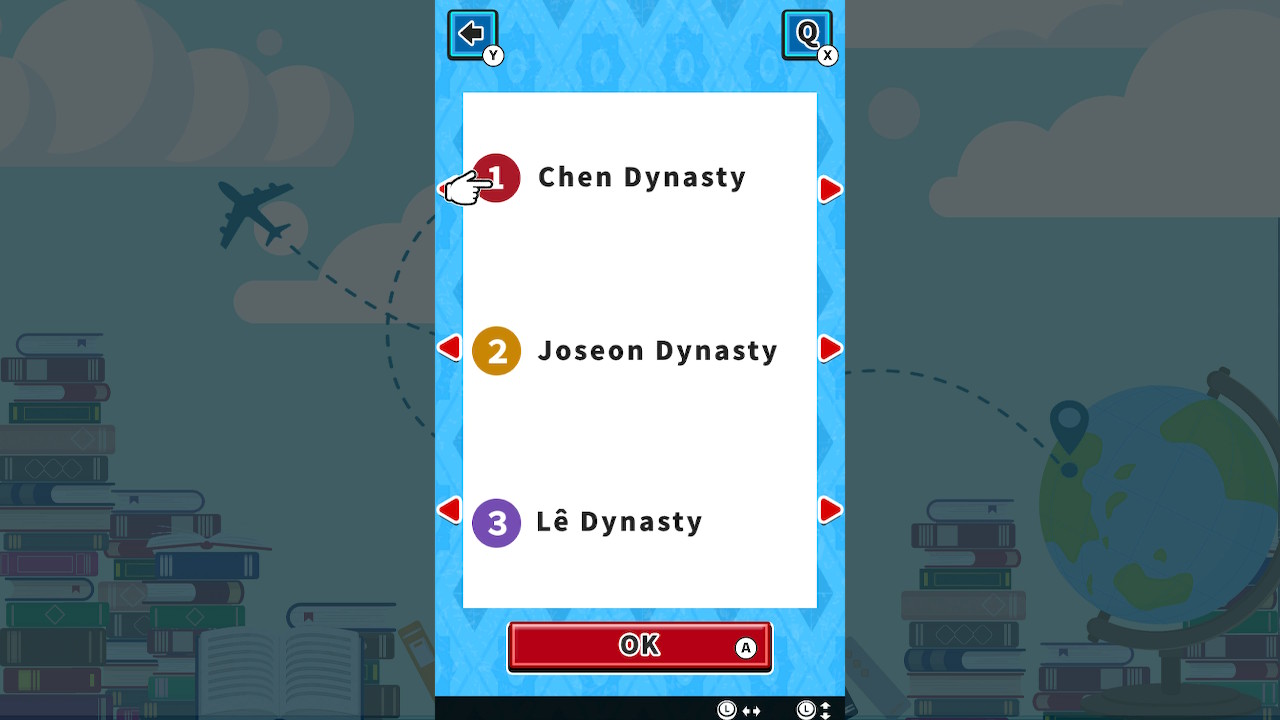 Y
Q
X
1 Chen Dynasty
2 Joseon Dynasty
3 Lê Dynasty
OK A
L L